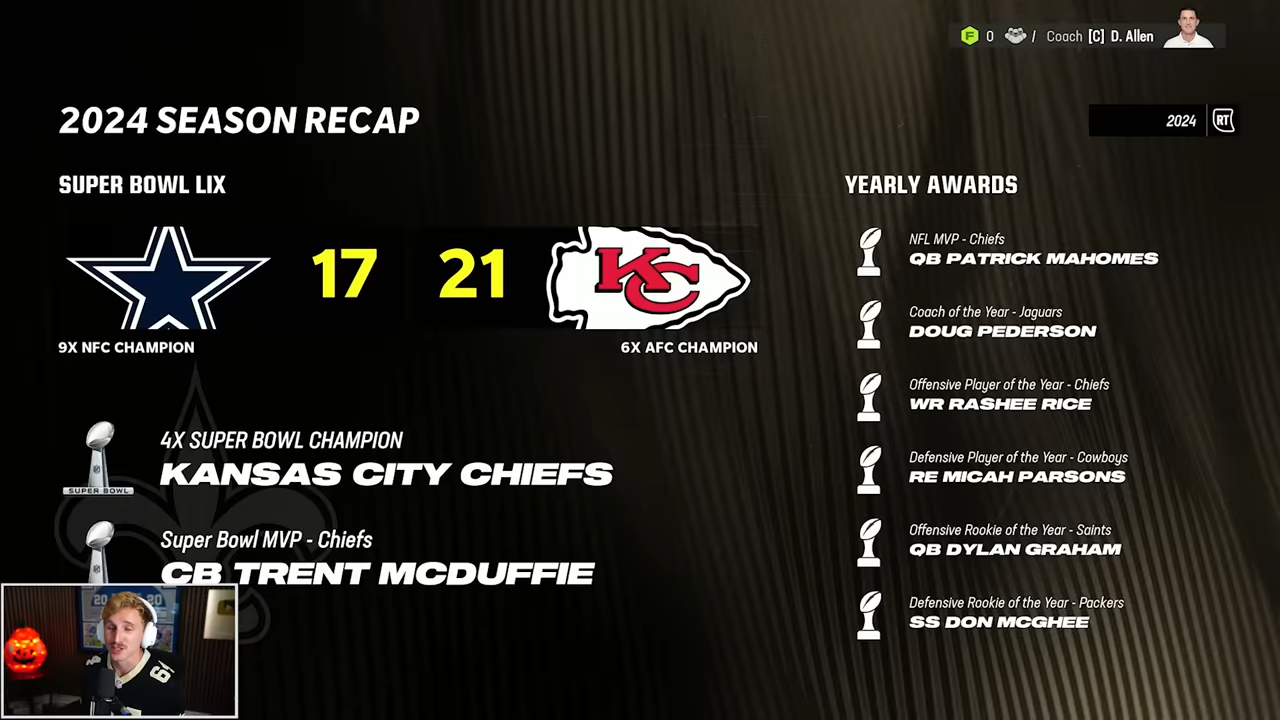 F 0 / Coach [C] D. Allen
2024 SEASON RECAP
2024 RT
SUPER BOWL LIX
17 21 KC
9X NFC CHAMPION 6X AFC CHAMPION
4X SUPER BOWL CHAMPION
KANSAS CITY CHIEFS
SUPER BOWL
Super Bowl MVP - Chiefs
CB TRENT MCDUFFIE
YEARLY AWARDS
NFL MVP - Chiefs
QB PATRICK MAHOMES
Coach of the Year - Jaguars
DOUG PEDERSON
Offensive Player of the Year - Chiefs
WR RASHEE RICE
Defensive Player of the Year - Cowboys
RE MICAH PARSONS
Offensive Rookie of the Year - Saints
QB DYLAN GRAHAM
Defensive Rookie of the Year - Packers
SS DON MCGHEE
20 20